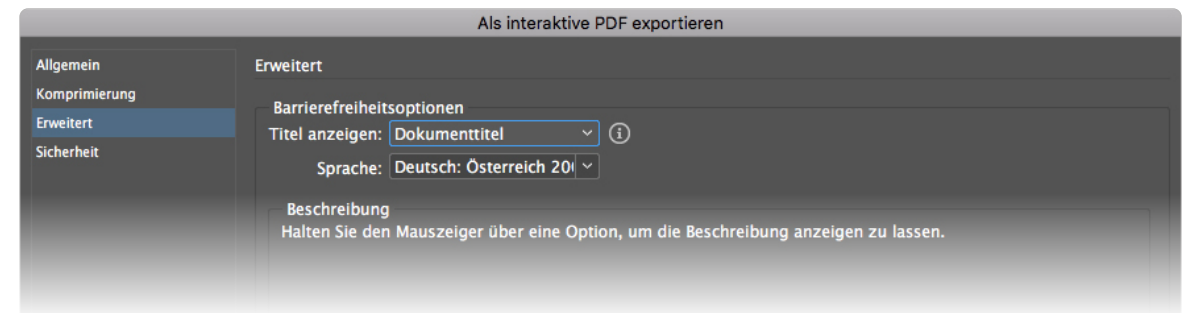 Als interaktive PDF exportieren
Allgemein
Komprimierung
Erweitert
Sicherheit
Erweitert
Barrierefreiheitsoptionen
Titel anzeigen: Dokumenttitel
Sprache: Deutsch: Österreich
Beschreibung
Halten Sie den Mauszeiger über eine Option, um die Beschreibung anzeigen zu lassen.